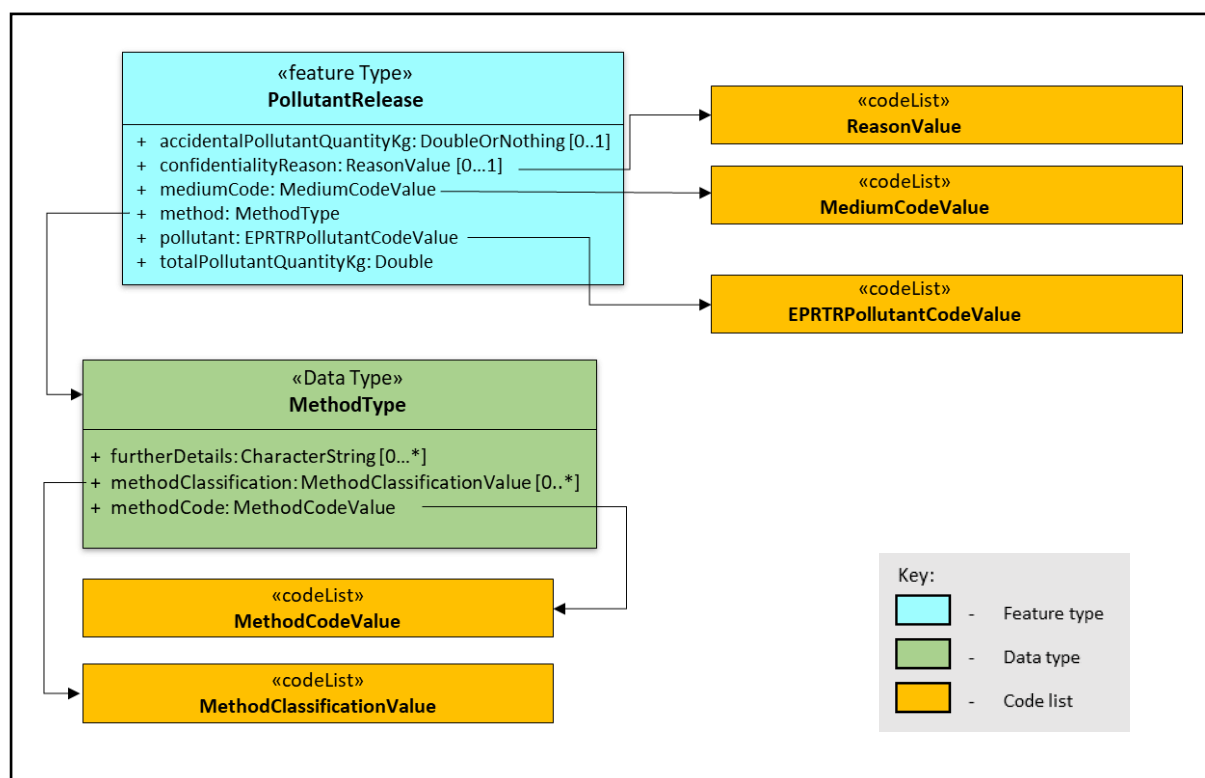 «feature Type»
PollutantRelease
+ accidentalPollutantQuantityKg: DoubleOrNothing [0..1]
+ confidentialityReason: ReasonValue [0...1]
+ mediumCode: MediumCodeValue
+ method: MethodType
+ pollutant: EPRTRPollutantCodeValue
+ totalPollutantQuantityKg: Double
«codeList»
ReasonValue
«codeList»
MediumCodeValue
«codeList»
EPRTRPollutantCodeValue
«Data Type»
MethodType
+ furtherDetails: CharacterString [0...*]
+ methodClassification: MethodClassificationValue [0..*]
+ methodCode: MethodCodeValue
«codeList»
MethodCodeValue
«codeList»
MethodClassificationValue
Key:
- Feature type
- Data type
- Code list